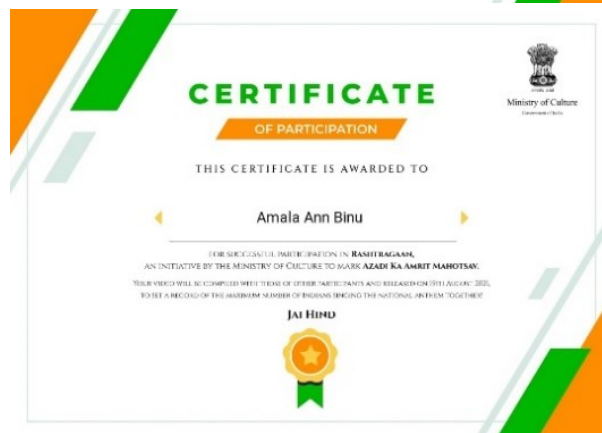 CERTIFICATE
OF PARTICIPATION
Ministry of Culture
Government of India
THIS CERTIFICATE IS AWARDED TO
Amala Ann Binu
FOR SUCCESSFUL PARTICIPATION IN RASHTRAGAAN,
AN INITIATIVE BY THE MINISTRY OF CULTURE TO MARK AZADI KA AMRIT MAHOTSAV.
YOUR VIDEO WILL BE COMPILED WITH THOSE OF OTHER PARTICIPANTS AND RELEASED ON 15TH AUGUST 2021,
TO SET A RECORD OF THE MAXIMUM NUMBER OF INDIANS SINGING THE NATIONAL ANTHEM TOGETHER!
JAI HIND